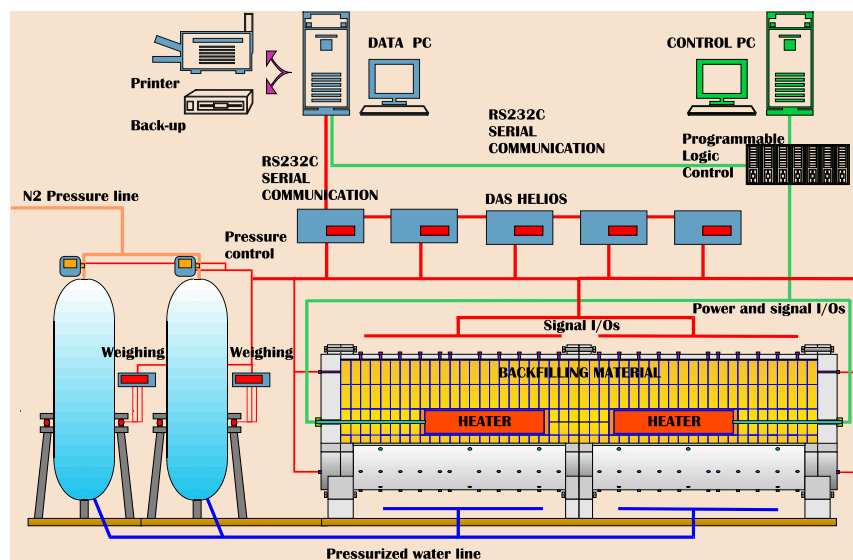 DATA PC
CONTROL PC
Printer
Back-up
RS232C
SERIAL
COMMUNICATION
Programmable
Logic
Control
RS232C
SERIAL
COMMUNICATION
N2 Pressure line
DAS HELIOS
Pressure
control
Power and signal I/Os
Signal I/Os
Weighing
Weighing
BACKFILLING MATERIAL
HEATER
HEATER
Pressurized water line